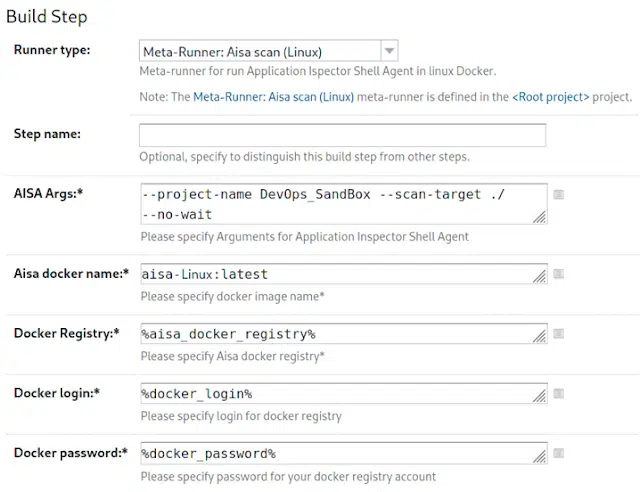 Build Step
Runner type:
Meta-Runner: Aisa scan (Linux)
Meta-runner for run Application Inspector Shell Agent in linux Docker.
Note: The Meta-Runner: Aisa scan (Linux) meta-runner is defined in the <Root project> project.
Step name:
Optional, specify to distinguish this build step from other steps.
AISA Args:*
--project-name DevOps_SandBox --scan-target ./
--no-wait
Please specify Arguments for Application Inspector Shell Agent
Aisa docker name:*
aisa-Linux:latest
Please specify docker image name*
Docker Registry:*
%aisa_docker_registry%
Please specify Aisa docker registry*
Docker login:*
%docker_login%
Please specify login for docker registry
Docker password:*
%docker_password%
Please specify password for your docker registry account